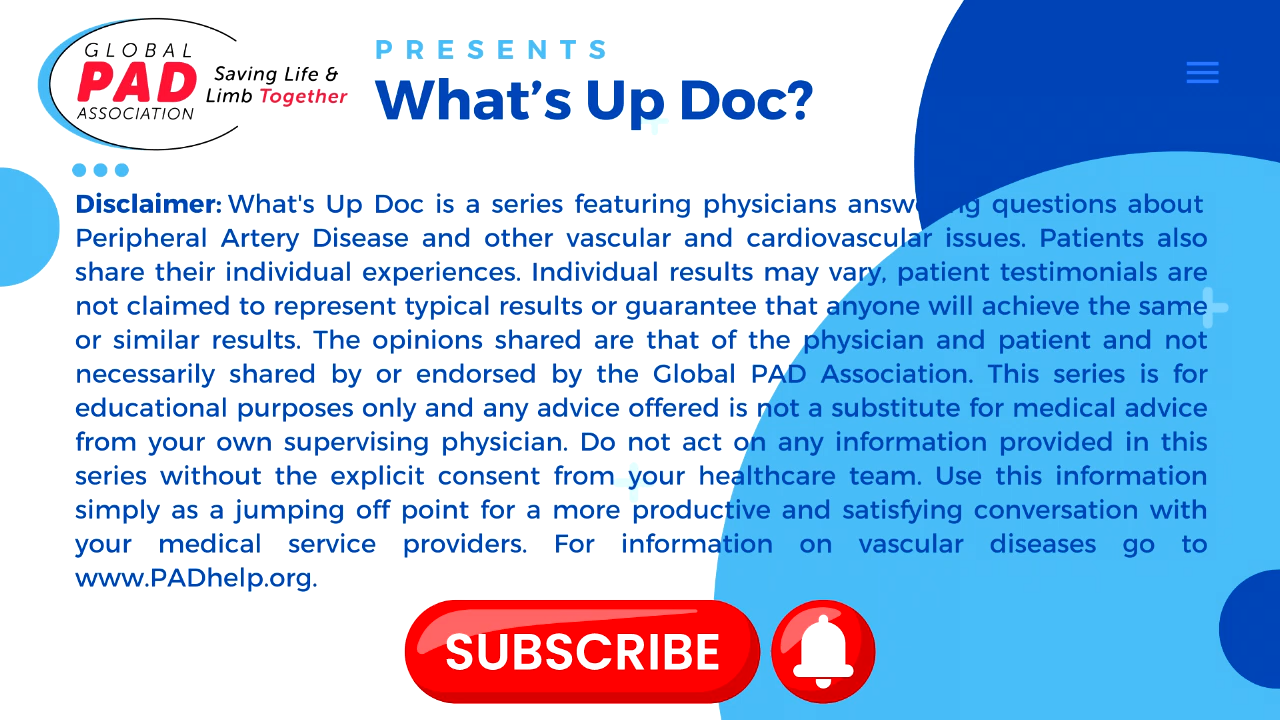 GLOBAL
PAD
ASSOCIATION
Saving Life &
Limb Together
PRESENTS
What’s Up Doc?
Disclaimer: What's Up Doc is a series featuring physicians answering questions about
Peripheral Artery Disease and other vascular and cardiovascular issues. Patients also
share their individual experiences. Individual results may vary, patient testimonials are
not claimed to represent typical results or guarantee that anyone will achieve the same
or similar results. The opinions shared are that of the physician and patient and not
necessarily shared by or endorsed by the Global PAD Association. This series is for
educational purposes only and any advice offered is not a substitute for medical advice
from your own supervising physician. Do not act on any information provided in this
series without the explicit consent from your healthcare team. Use this information
simply as a jumping off point for a more productive and satisfying conversation with
your medical service providers. For information on vascular diseases go to
www.PADhelp.org.
SUBSCRIBE